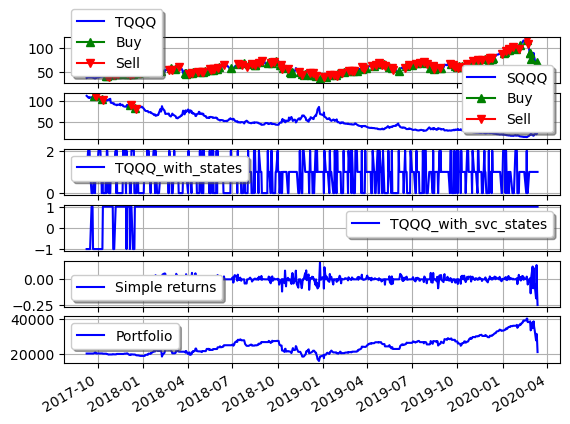 TQQQ
Buy
Sell
100
50
SQQQ
Buy
Sell
100
50
2
TQQQ_with_states
0
1
0
TQQQ_with_svc_states
−1
0.00
Simple returns
−0.25
40000
Portfolio
20000
2017-10
2018-01
2018-04
2018-07
2018-10
2019-01
2019-04
2019-07
2019-10
2020-01
2020-04